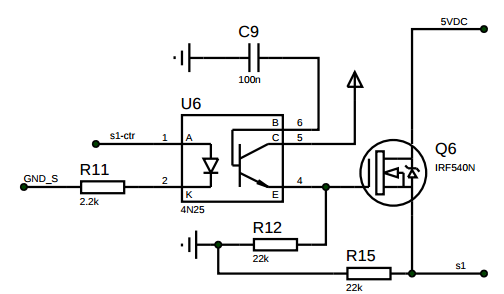 5VDC
C9
100n
U6
s1-ctr 1 A B 6
C 5
R11
GND_S 2 K E 4
2.2k
4N25
Q6
IRF540N
R12
22k
R15
22k
s1